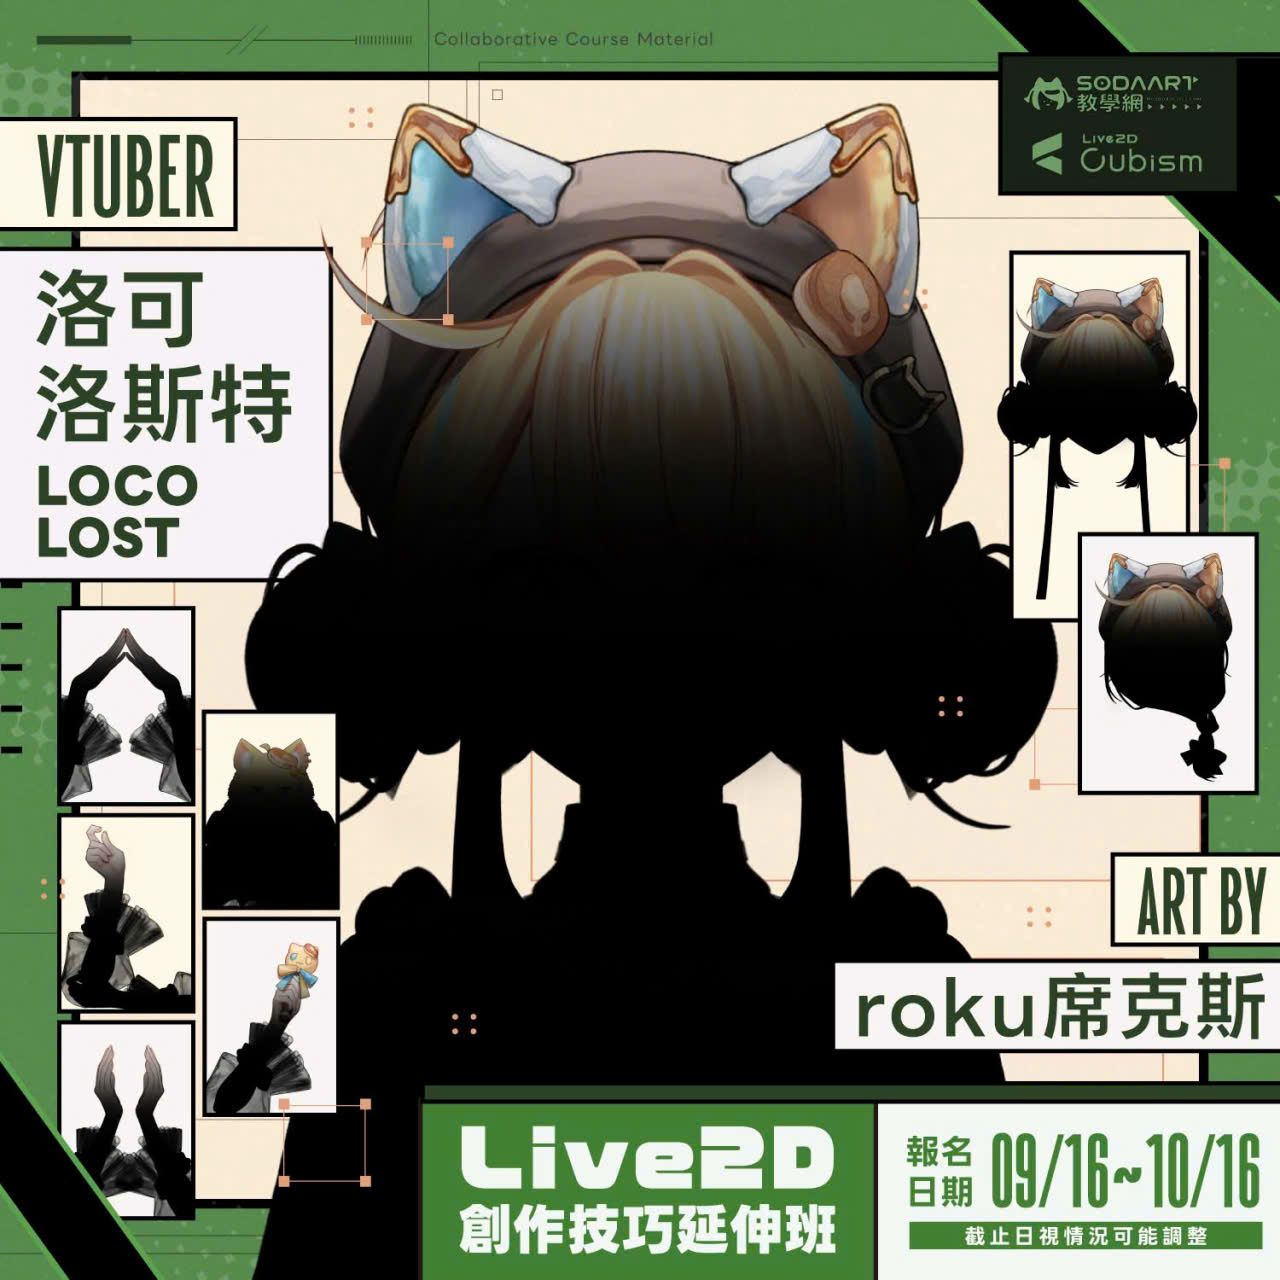 Collaborative Course Material
SODAART
教學網
Live2D
Cubism
VTUBER
洛可
洛斯特
LOCO
LOST
ART BY
roku席克斯
Live2D
創作技巧延伸班
報名
日期
09/16~10/16
截止日視情況可能調整